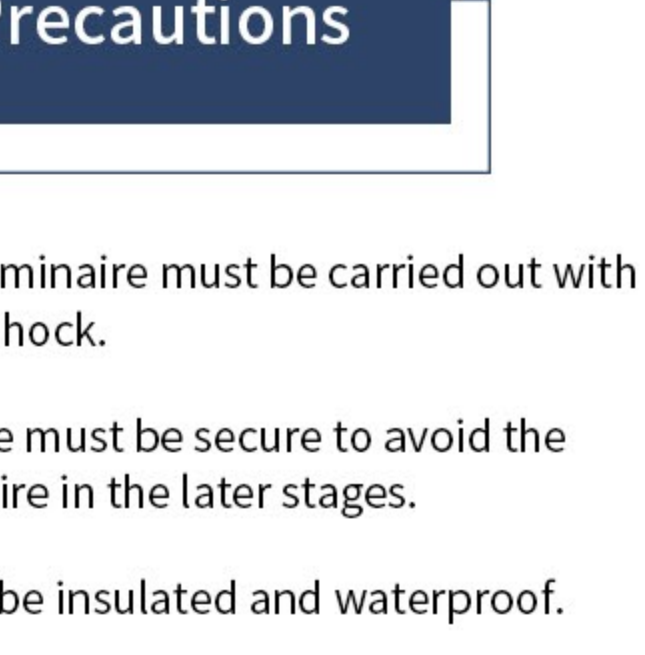 Precautions
minaire must be carried out with
hock.
e must be secure to avoid the
ire in the later stages.
be insulated and waterproof.